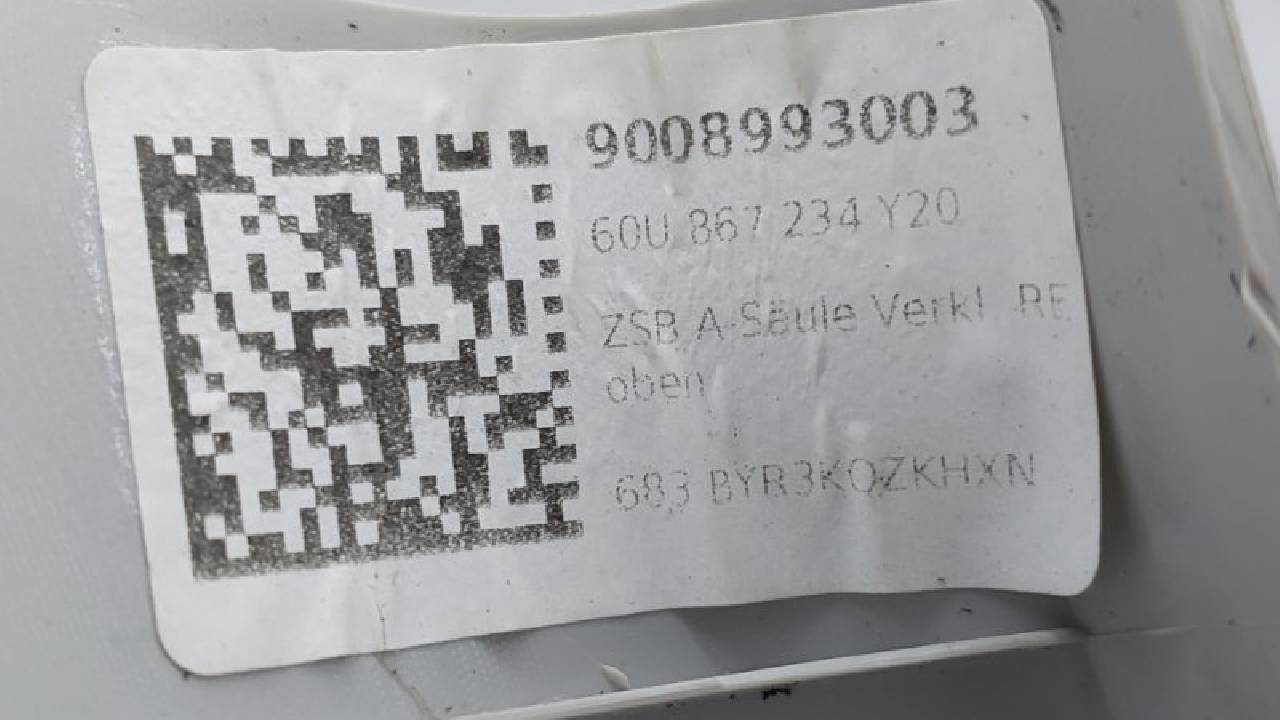 9008993003
60U 867 234 Y20
ZSB A-Säule Verkl. RE
oben
683 BYR3KOZKHXN